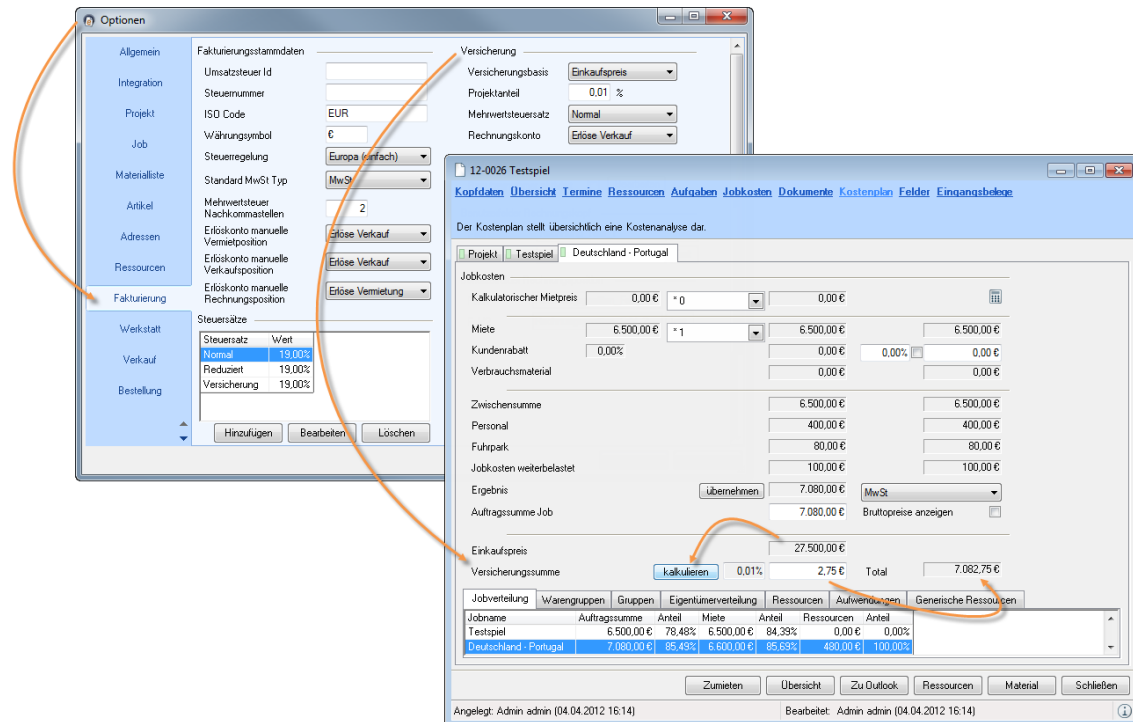 Optionen
Allgemein
Integration
Projekt
Job
Materialliste
Artikel
Adressen
Ressourcen
Fakturierung
Werkstatt
Verkauf
Bestellung
Fakturierungsstammdaten
Umsatzsteuer Id
Steuernummer
ISO Code EUR
Währungsymbol €
Steuerregelung Europa (einfach)
Standard MwSt Typ MwSt
Mehrwertsteuer
Nachkommastellen 2
Erlöskonto manuelle
Vermietposition Erlöse Verkauf
Erlöskonto manuelle
Verkaufsposition Erlöse Verkauf
Erlöskonto manuelle
Rechnungsposition Erlöse Vermietung
Steuersätze
Steuersatz Wert
Normal 19,00%
Reduziert 19,00%
Versicherung 19,00%
Hinzufügen Bearbeiten Löschen
Versicherung
Versicherungsbasis Einkaufspreis
Projektanteil 0,01 %
Mehrwertsteuersatz Normal
Rechnungskonto Erlöse Verkauf
12-0026 Testspiel
Kopfdaten Übersicht Termine Ressourcen Aufgaben Jobkosten Dokumente Kostenplan Felder Eingangsbelege
Der Kostenplan stellt übersichtlich eine Kostenanalyse dar.
Projekt Testspiel Deutschland - Portugal
Jobkosten
Kalkulatorischer Mietpreis 0,00 € * 0 0,00 €
Miete 6.500,00 € * 1 6.500,00 € 6.500,00 €
Kundenrabatt 0,00% 0,00 € 0,00% 0,00 €
Verbrauchsmaterial 0,00 € 0,00 €
Zwischensumme 6.500,00 € 6.500,00 €
Personal 400,00 € 400,00 €
Fuhrpark 80,00 € 80,00 €
Jobkosten weiterbelastet 100,00 € 100,00 €
Ergebnis übernehmen 7.080,00 € MwSt
Auftragssumme Job 7.080,00 € Bruttopreise anzeigen
Einkaufspreis 27.500,00 €
Versicherungssumme kalkulieren 0,01% 2,75 € Total 7.082,75 €
Jobverteilung Warengruppen Gruppen Eigentümerverteilung Ressourcen Aufwendungen Generische Ressourcen
Jobname Auftragssumme Anteil Miete Anteil Ressourcen Anteil
Testspiel 6.500,00 € 78,48% 6.500,00 € 84,39% 0,00 € 0,00%
Deutschland - Portugal 7.080,00 € 85,49% 6.600,00 € 85,69% 480,00 € 100,00%
Zumieten Übersicht Zu Outlook Ressourcen Material Schließen
Angelegt: Admin admin (04.04.2012 16:14) Bearbeitet: Admin admin (04.04.2012 16:14)